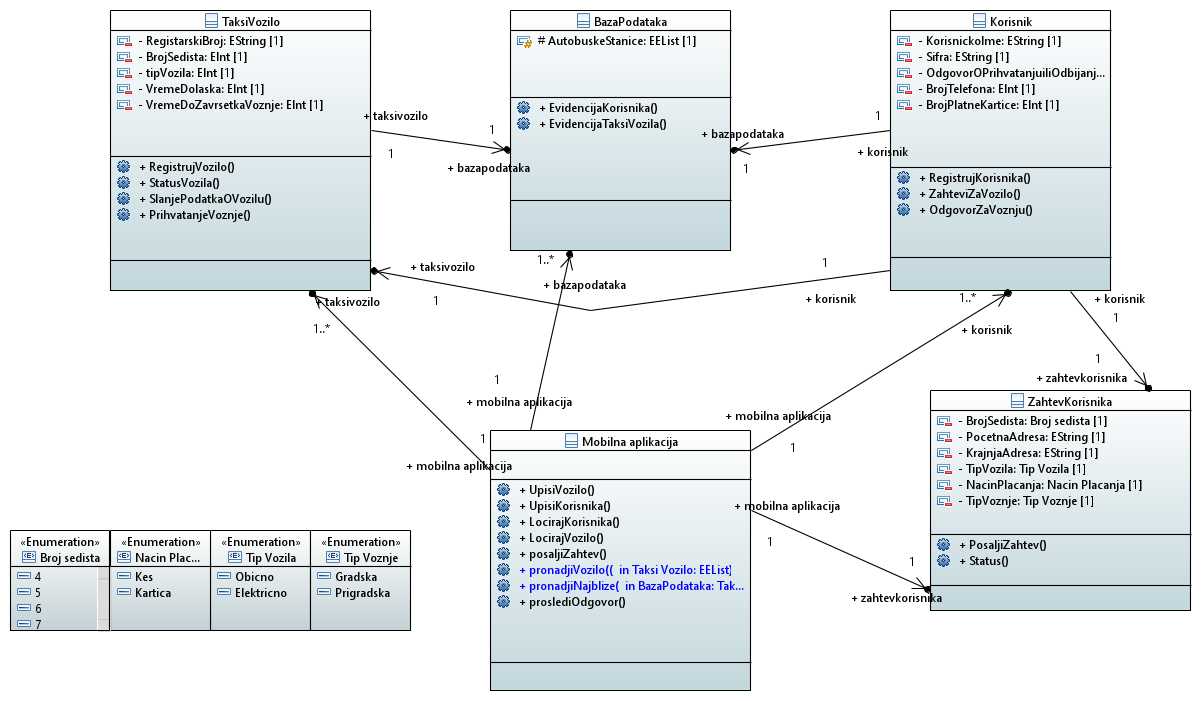 TaksiVozilo
- RegistarskiBroj: EString [1]
- BrojSedista: EInt [1]
- tipVozila: EInt [1]
- VremeDolaska: EInt [1]
- VremeDoZavrsetkaVoznje: EInt [1]
+ RegistrujVozilo()
+ StatusVozila()
+ SlanjePodatkaOVozilu()
+ PrihvatanjeVoznje()
BazaPodataka
# AutobuskeStanice: EEList [1]
+ EvidencijaKorisnika()
+ EvidencijaTaksiVozila()
Korisnik
- KorisnickoIme: EString [1]
- Sifra: EString [1]
- OdgovorOPrihvatanjuiliOdbijanj...
- BrojTelefona: EInt [1]
- BrojPlatneKartice: EInt [1]
+ RegistrujKorisnika()
+ ZahteviZaVozilo()
+ OdgovorZaVoznju()
+ taksivozilo
1
1
+ bazapodataka
1
+ bazapodataka
+ korisnik
1
+ taksivozilo
1
1
+ korisnik
1..*
+ bazapodataka
+ taksivozilo
1..*
1..*
+ korisnik
+ korisnik
1
1
+ zahtevkorisnika
1
+ mobilna aplikacija
1
+ mobilna aplikacija
+ mobilna aplikacija
1
+ mobilna aplikacija
1
1
+ zahtevkorisnika
ZahtevKorisnika
- BrojSedista: Broj sedista [1]
- PocetnaAdresa: EString [1]
- KrajnjaAdresa: EString [1]
- TipVozila: Tip Vozila [1]
- NacinPlacanja: Nacin Placanja [1]
- TipVoznje: Tip Voznje [1]
+ PosaljiZahtev()
+ Status()
Mobilna aplikacija
+ UpisiVozilo()
+ UpisiKorisnika()
+ LocirajKorisnika()
+ LocirajVozilo()
+ posaljiZahtev()
+ pronadjiVozilo(( in Taksi Vozilo: EEList)
+ pronadjiNajblize( in BazaPodataka: Tak...
+ proslediOdgovor()
«Enumeration»
Broj sedista
4
5
6
7
«Enumeration»
Nacin Plac...
Kes
Kartica
«Enumeration»
Tip Vozila
Obicno
Elektricno
«Enumeration»
Tip Voznje
Gradska
Prigradska